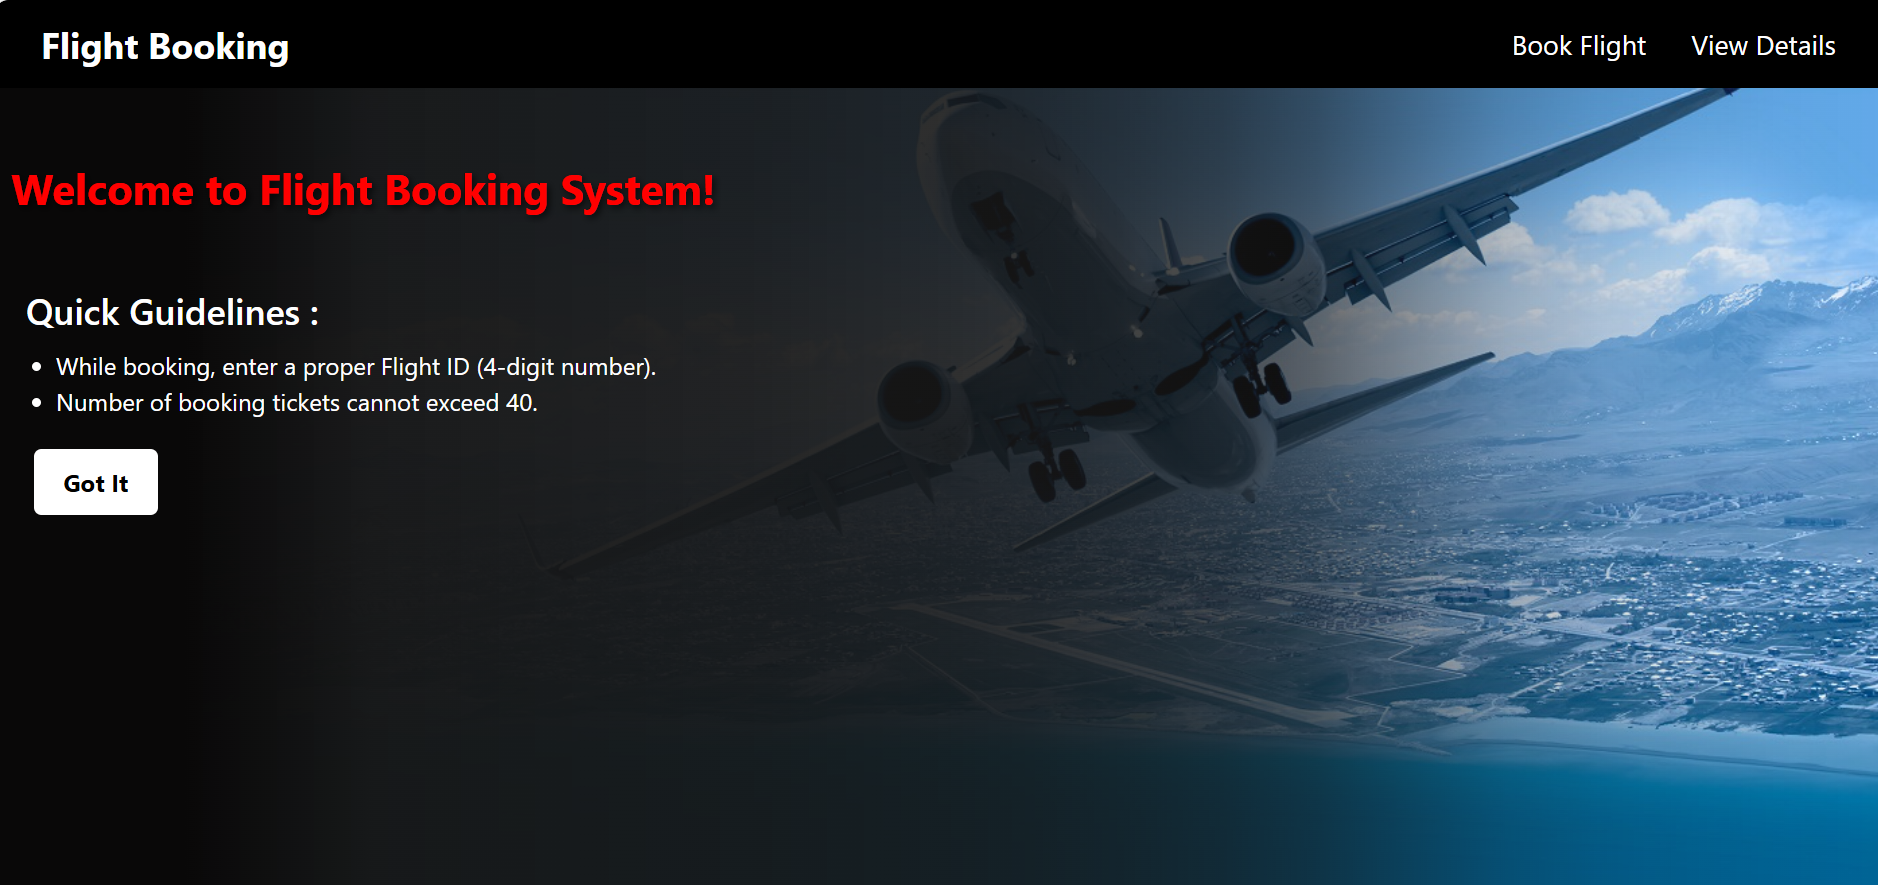 Flight Booking
Book Flight
View Details
Welcome to Flight Booking System!
Quick Guidelines :
While booking, enter a proper Flight ID (4-digit number).
Number of booking tickets cannot exceed 40.
Got It